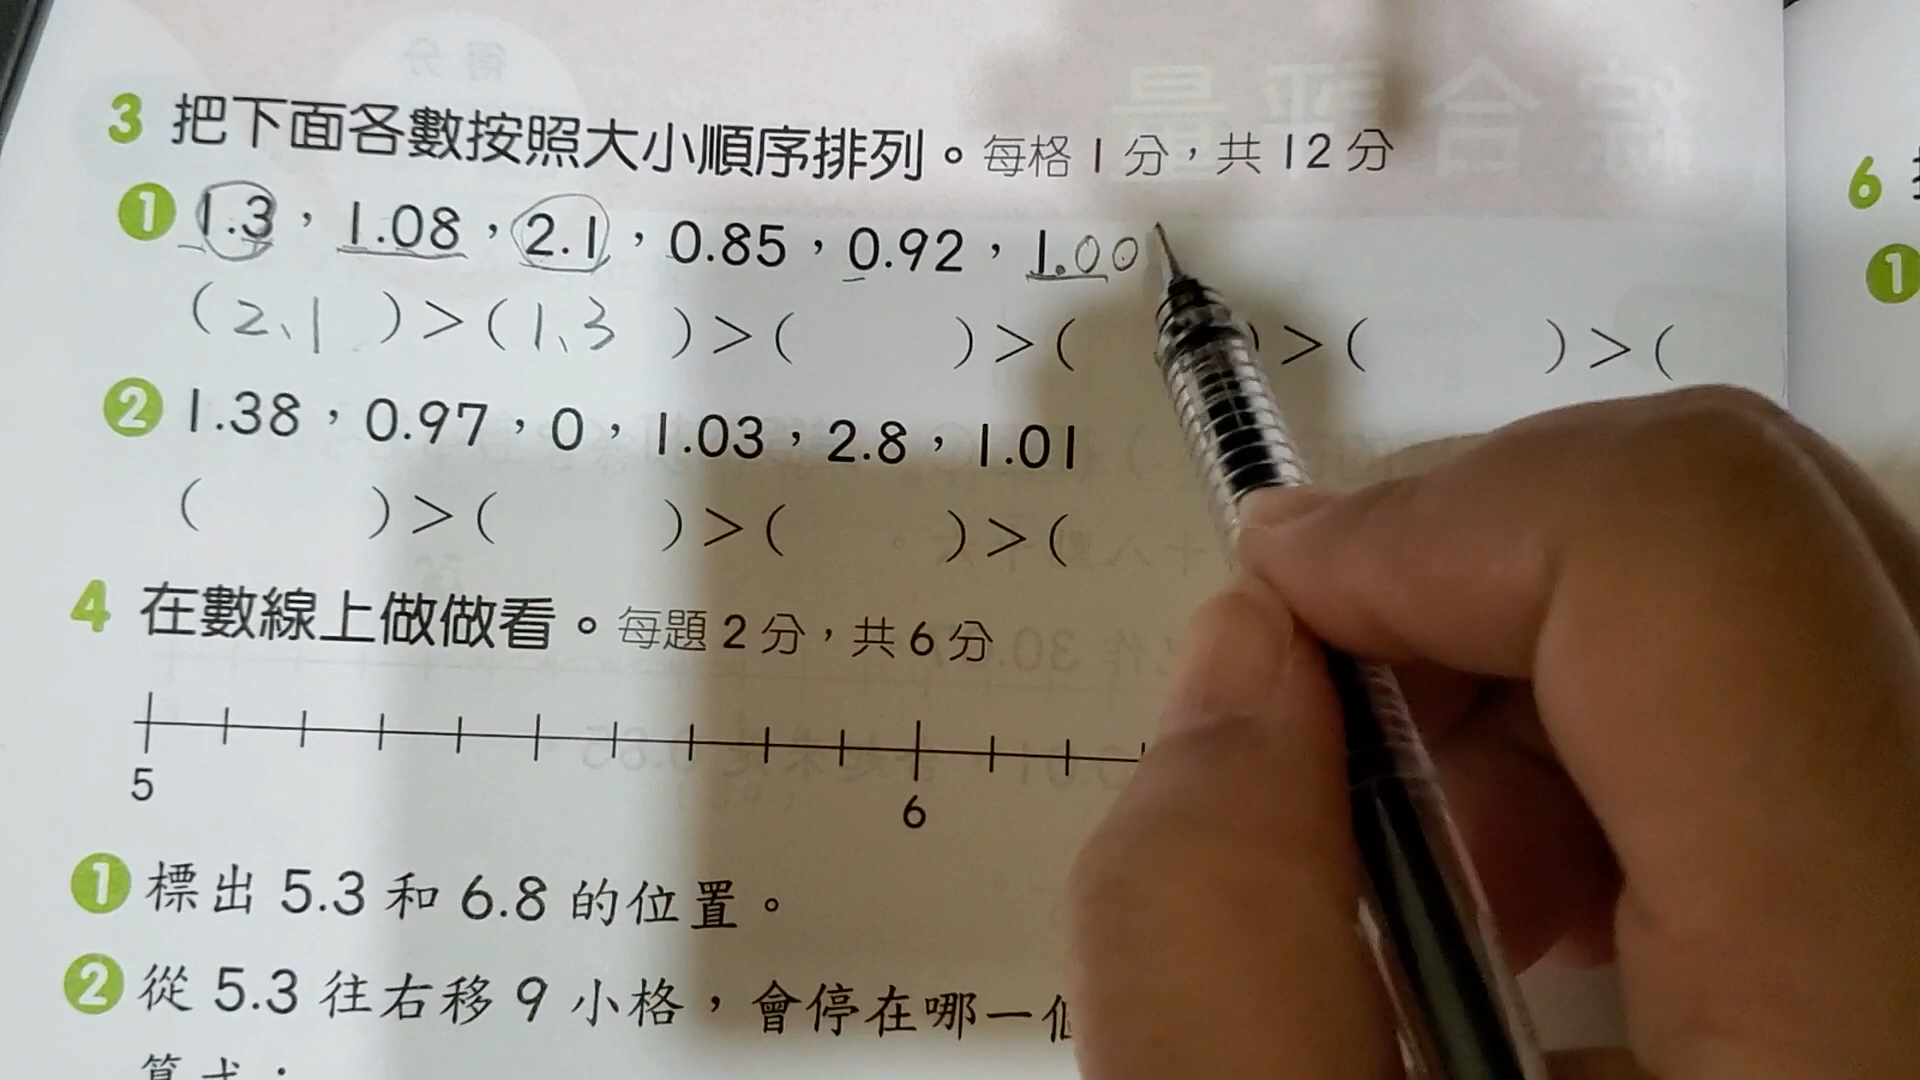 3 把下面各數按照大小順序排列。每格1分，共12分
6
1 1.3，1.08，2.1，0.85，0.92，1.00
1
(2、1)>(1、3)>( )>( )>( )>(
2 1.38，0.97，0，1.03，2.8，1.01
( )>( )>( )>(
4 在數線上做做看。每題2分，共6分
5 6
1 標出 5.3 和 6.8 的位置。
2 從 5.3 往右移 9 小格，會停在哪一
算式：